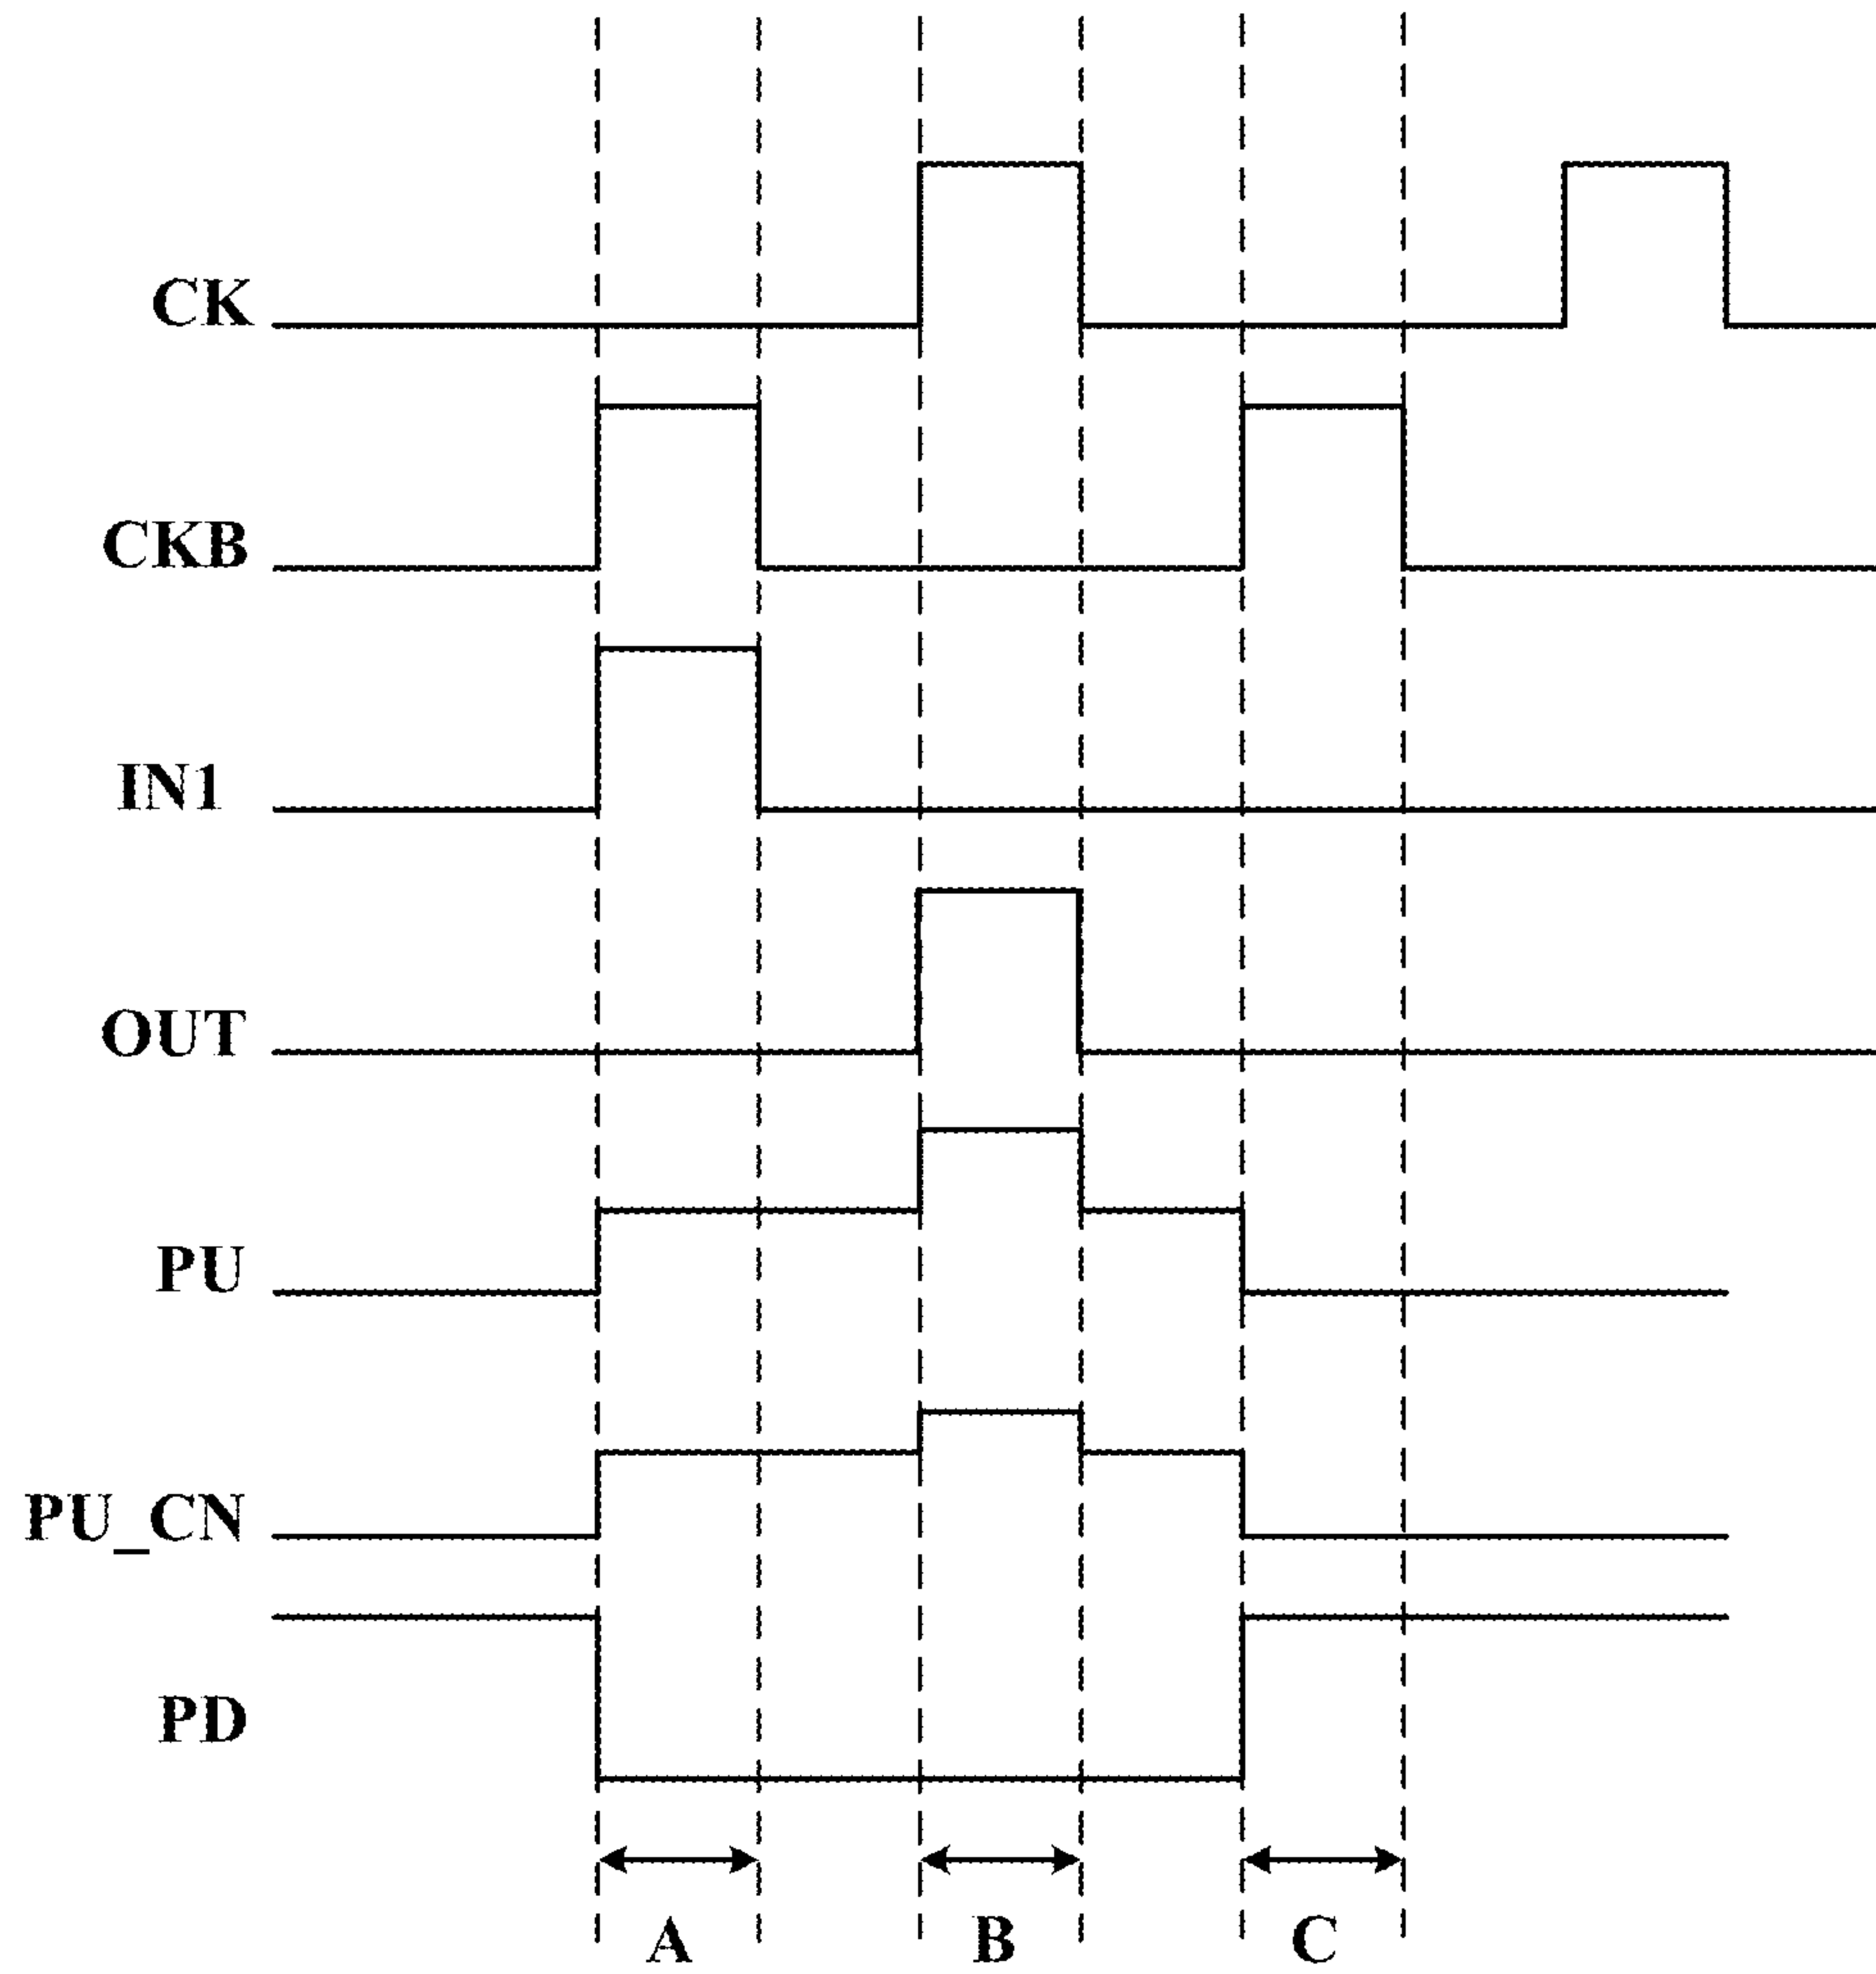 CK
CKB
IN1
OUT
PU
PU_CN
PD
A B C